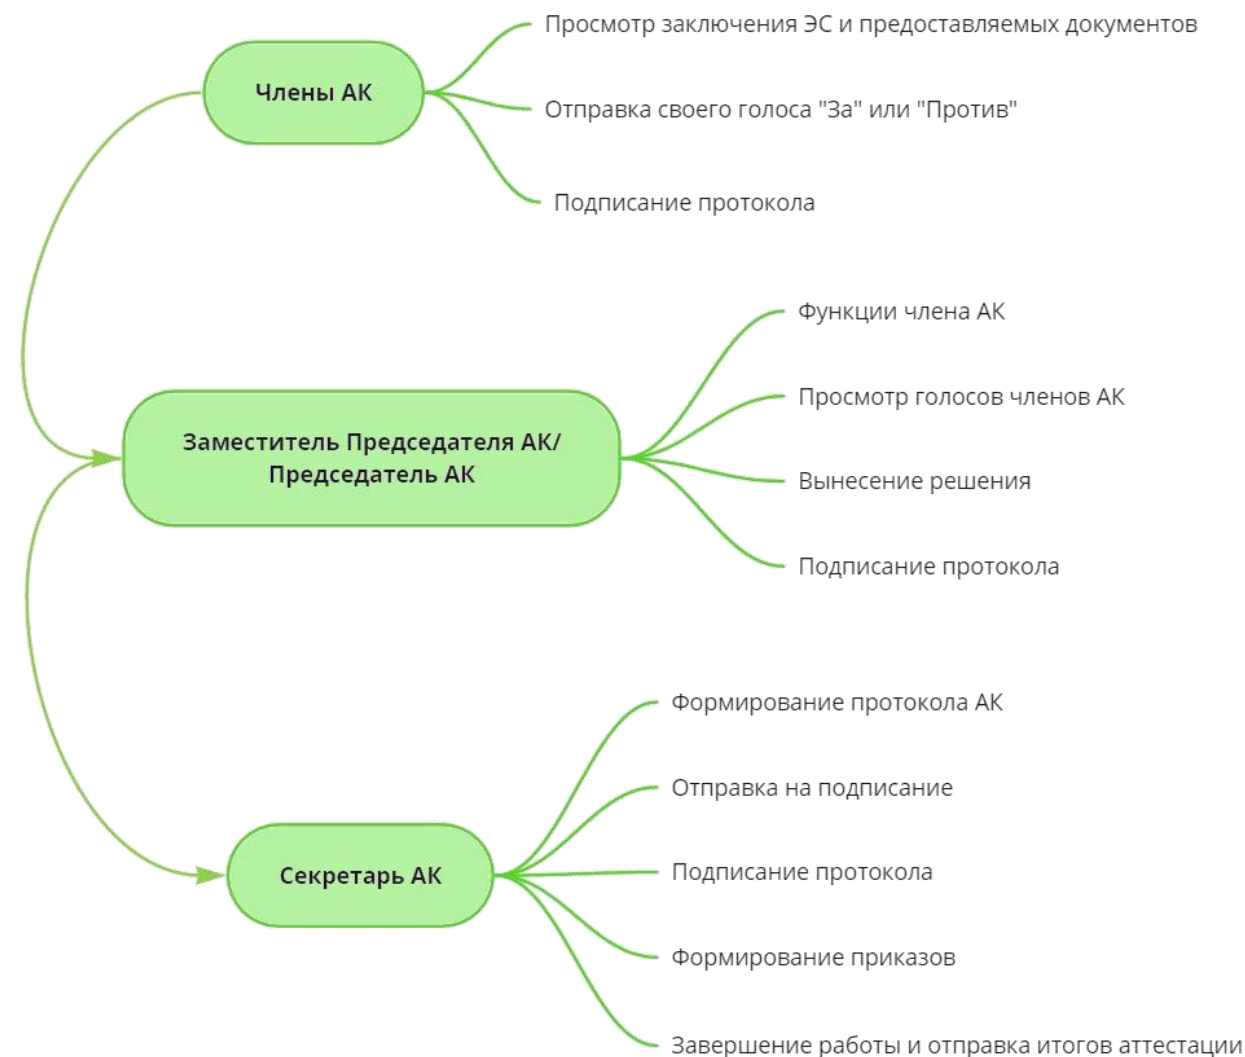 Члены АК
Просмотр заключения ЭС и предоставляемых документов
Отправка своего голоса "За" или "Против"
Подписание протокола
Заместитель Председателя АК/
Председатель АК
Функции члена АК
Просмотр голосов членов АК
Вынесение решения
Подписание протокола
Секретарь АК
Формирование протокола АК
Отправка на подписание
Подписание протокола
Формирование приказов
Завершение работы и отправка итогов аттестации